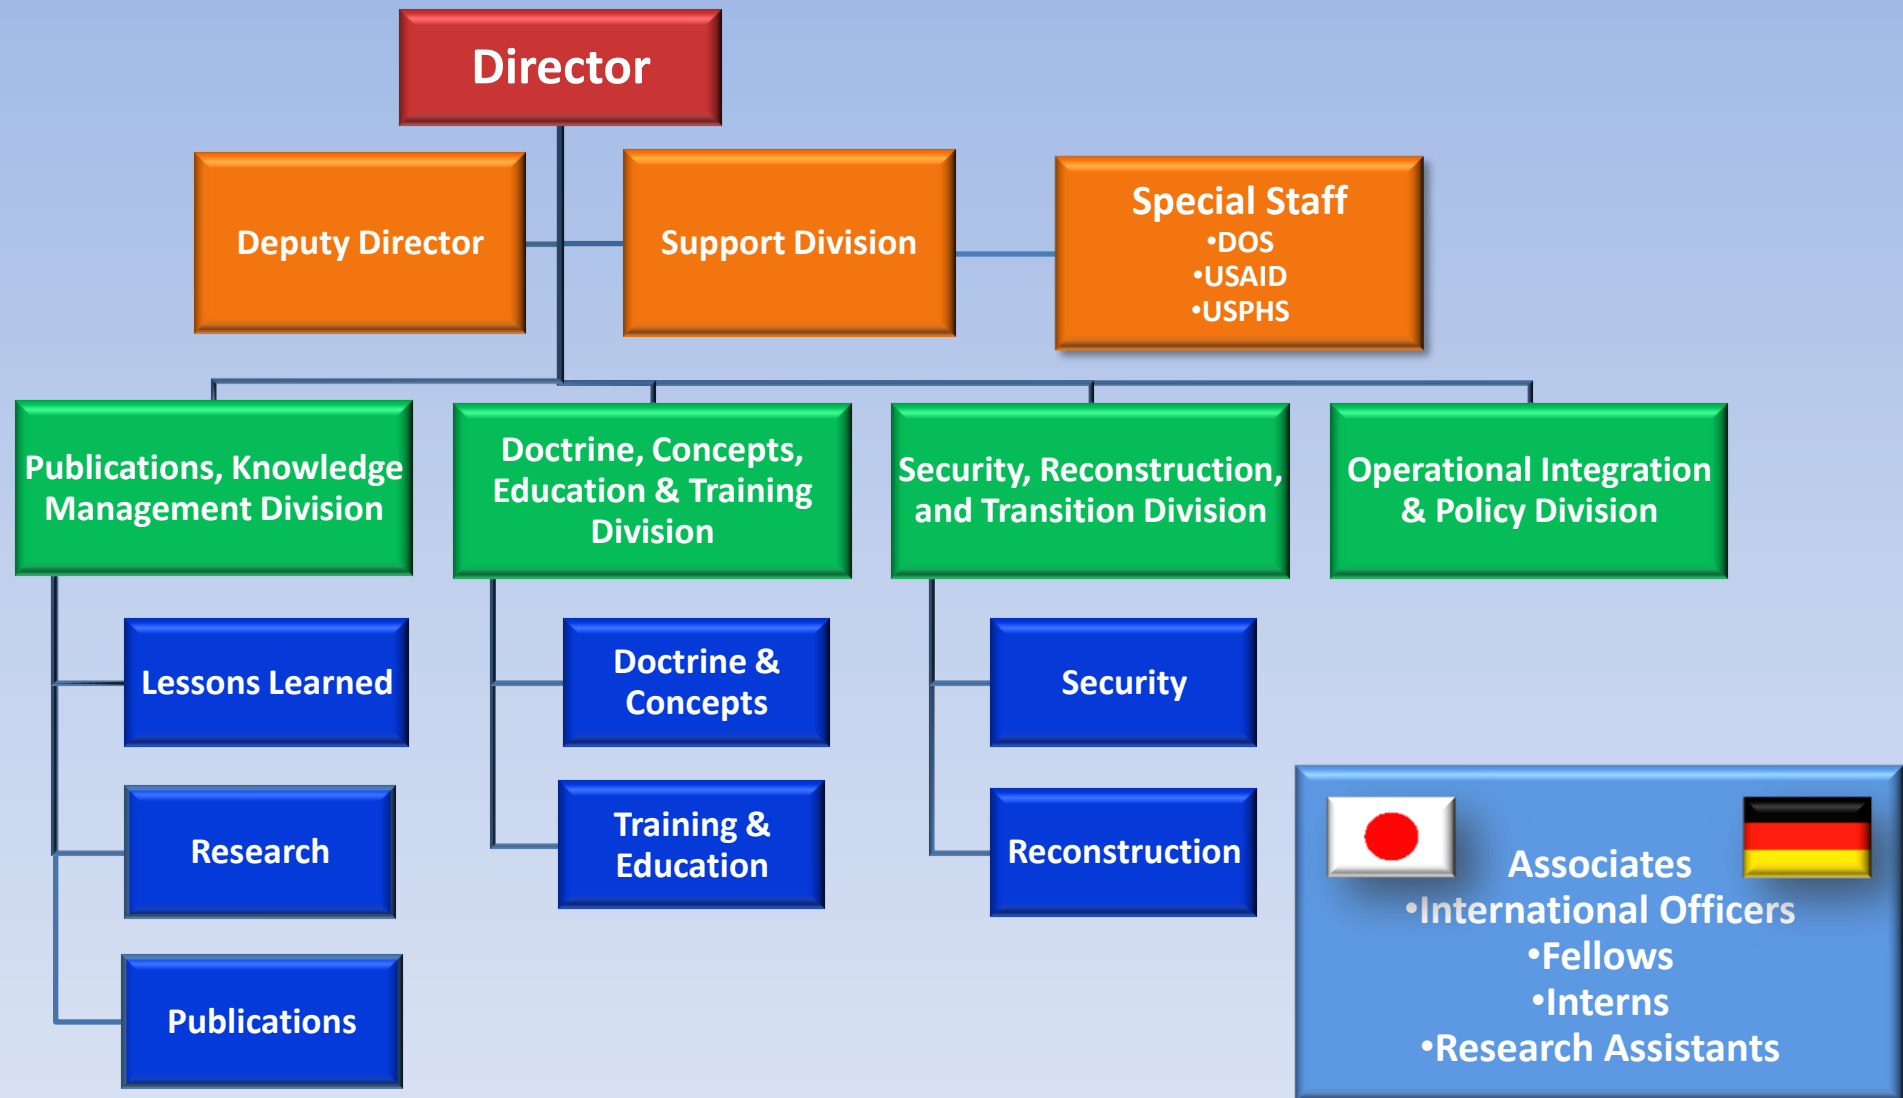 Director
Deputy Director
Support Division
Special Staff
•DOS
•USAID
•USPHS
Publications, Knowledge
Management Division
Doctrine, Concepts,
Education & Training
Division
Security, Reconstruction,
and Transition Division
Operational Integration
& Policy Division
Lessons Learned
Research
Publications
Doctrine &
Concepts
Training &
Education
Security
Reconstruction
Associates
•International Officers
•Fellows
•Interns
•Research Assistants